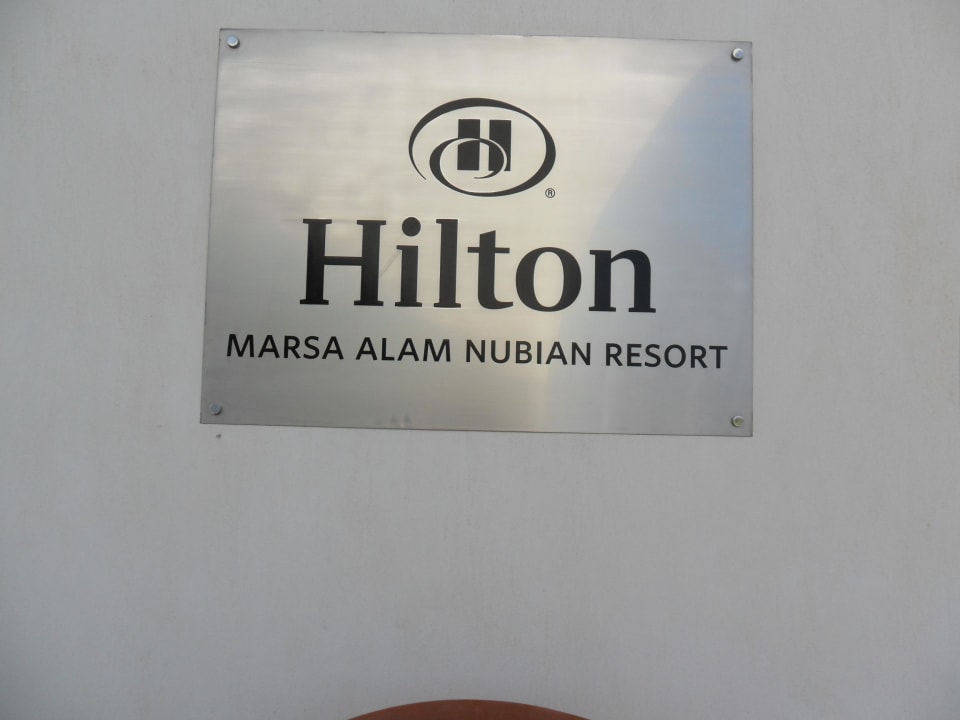 H
®
Hilton
MARSA ALAM NUBIAN RESORT